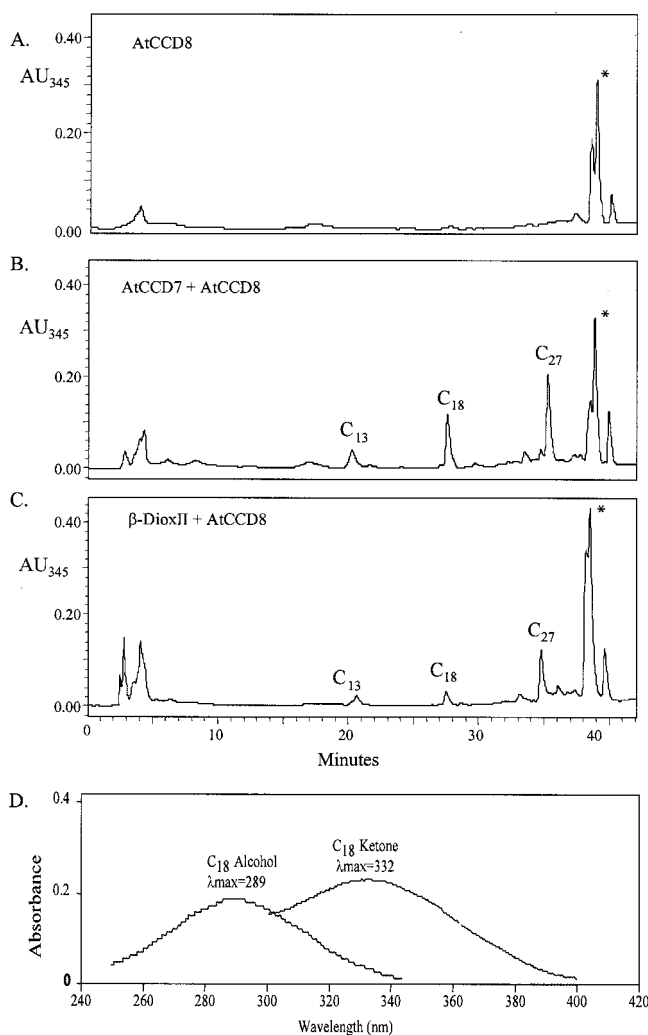 A.
AtCCD8
AU₃₄₅
0.40
0.20
0.00
*
B.
AtCCD7 + AtCCD8
AU₃₄₅
0.40
0.20
0.00
C₁₃
C₁₈
C₂₇
*
C.
β-DioxII + AtCCD8
AU₃₄₅
0.40
0.20
0.00
C₁₃
C₁₈
C₂₇
*
0 10 20 30 40
Minutes
D.
Absorbance
0.4
0.2
0
C₁₈ Alcohol
λmax=289
C₁₈ Ketone
λmax=332
240 260 280 300 320 340 360 380 400 420
Wavelength (nm)